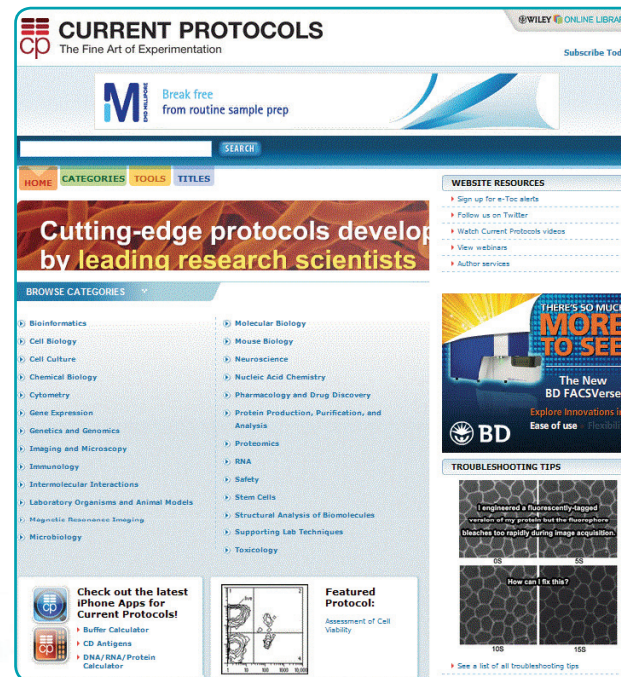 CURRENT PROTOCOLS
cp The Fine Art of Experimentation
WILEY ONLINE LIBRAR
Subscribe Tod
M EMD MILLIPORE
Break free
from routine sample prep
SEARCH
HOME CATEGORIES TOOLS TITLES
Cutting-edge protocols develop
by leading research scientists
BROWSE CATEGORIES
Bioinformatics
Cell Biology
Cell Culture
Chemical Biology
Cytometry
Gene Expression
Genetics and Genomics
Imaging and Microscopy
Immunology
Intermolecular Interactions
Laboratory Organisms and Animal Models
Magnetic Resonance Imaging
Microbiology
Molecular Biology
Mouse Biology
Neuroscience
Nucleic Acid Chemistry
Pharmacology and Drug Discovery
Protein Production, Purification, and
Analysis
Proteomics
RNA
Safety
Stem Cells
Structural Analysis of Biomolecules
Supporting Lab Techniques
Toxicology
WEBSITE RESOURCES
Sign up for e-Toc alerts
Follow us on Twitter
Watch Current Protocols videos
View webinars
Author services
THERE'S SO MUCH
MORE
TO SEE
The New
BD FACSVerse
Explore Innovations in
Ease of use - Flexibili
BD
TROUBLESHOOTING TIPS
I engineered a fluorescently-tagged
version of my protein but the fluorophore
bleaches too rapidly during image acquisition.
0S 5S
How can I fix this?
10S 15S
See a list of all troubleshooting tips
cp
cp
Check out the latest
iPhone Apps for
Current Protocols!
Buffer Calculator
CD Antigens
DNA/RNA/Protein
Calculator
Featured
Protocol:
Assessment of Cell
Viability